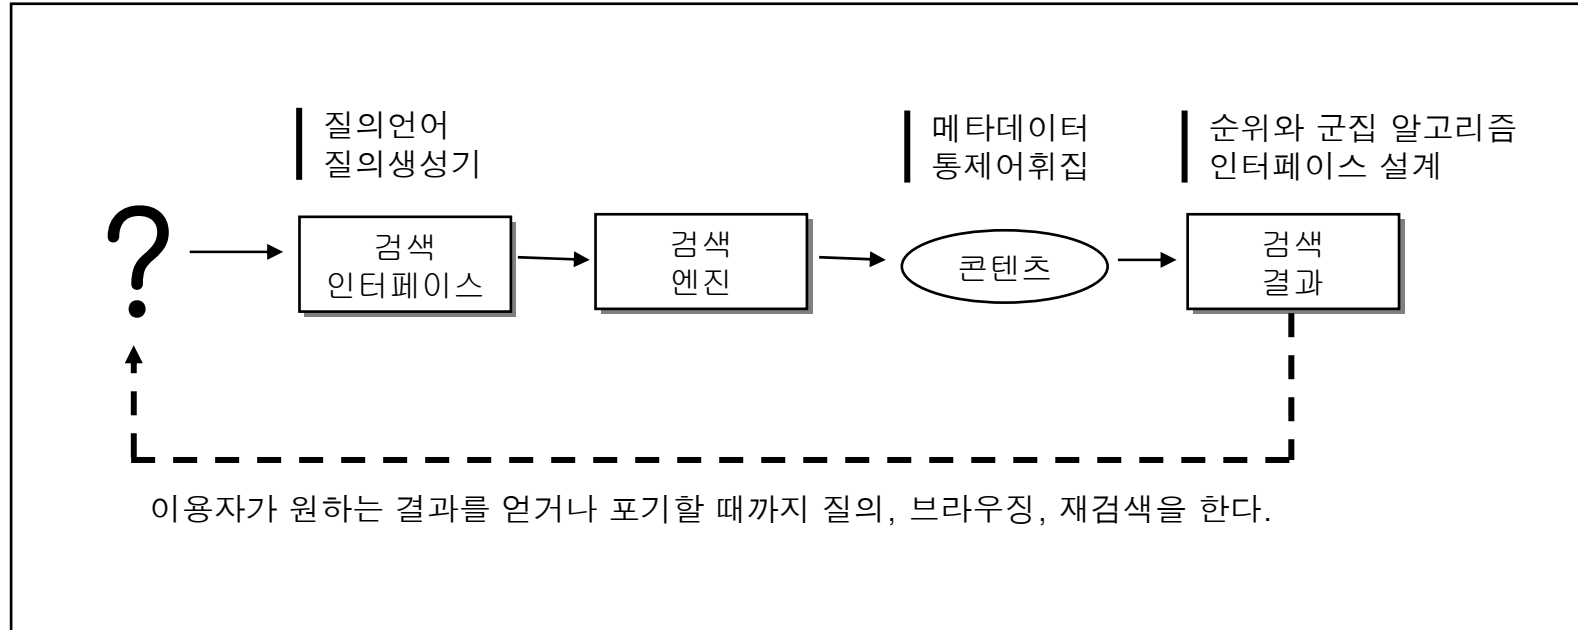 질의언어
질의생성기
메타데이터
통제어휘집
순위와 군집 알고리즘
인터페이스 설계
?
검색
인터페이스
검색
엔진
콘텐츠
검색
결과
이용자가 원하는 결과를 얻거나 포기할 때까지 질의, 브라우징, 재검색을 한다.